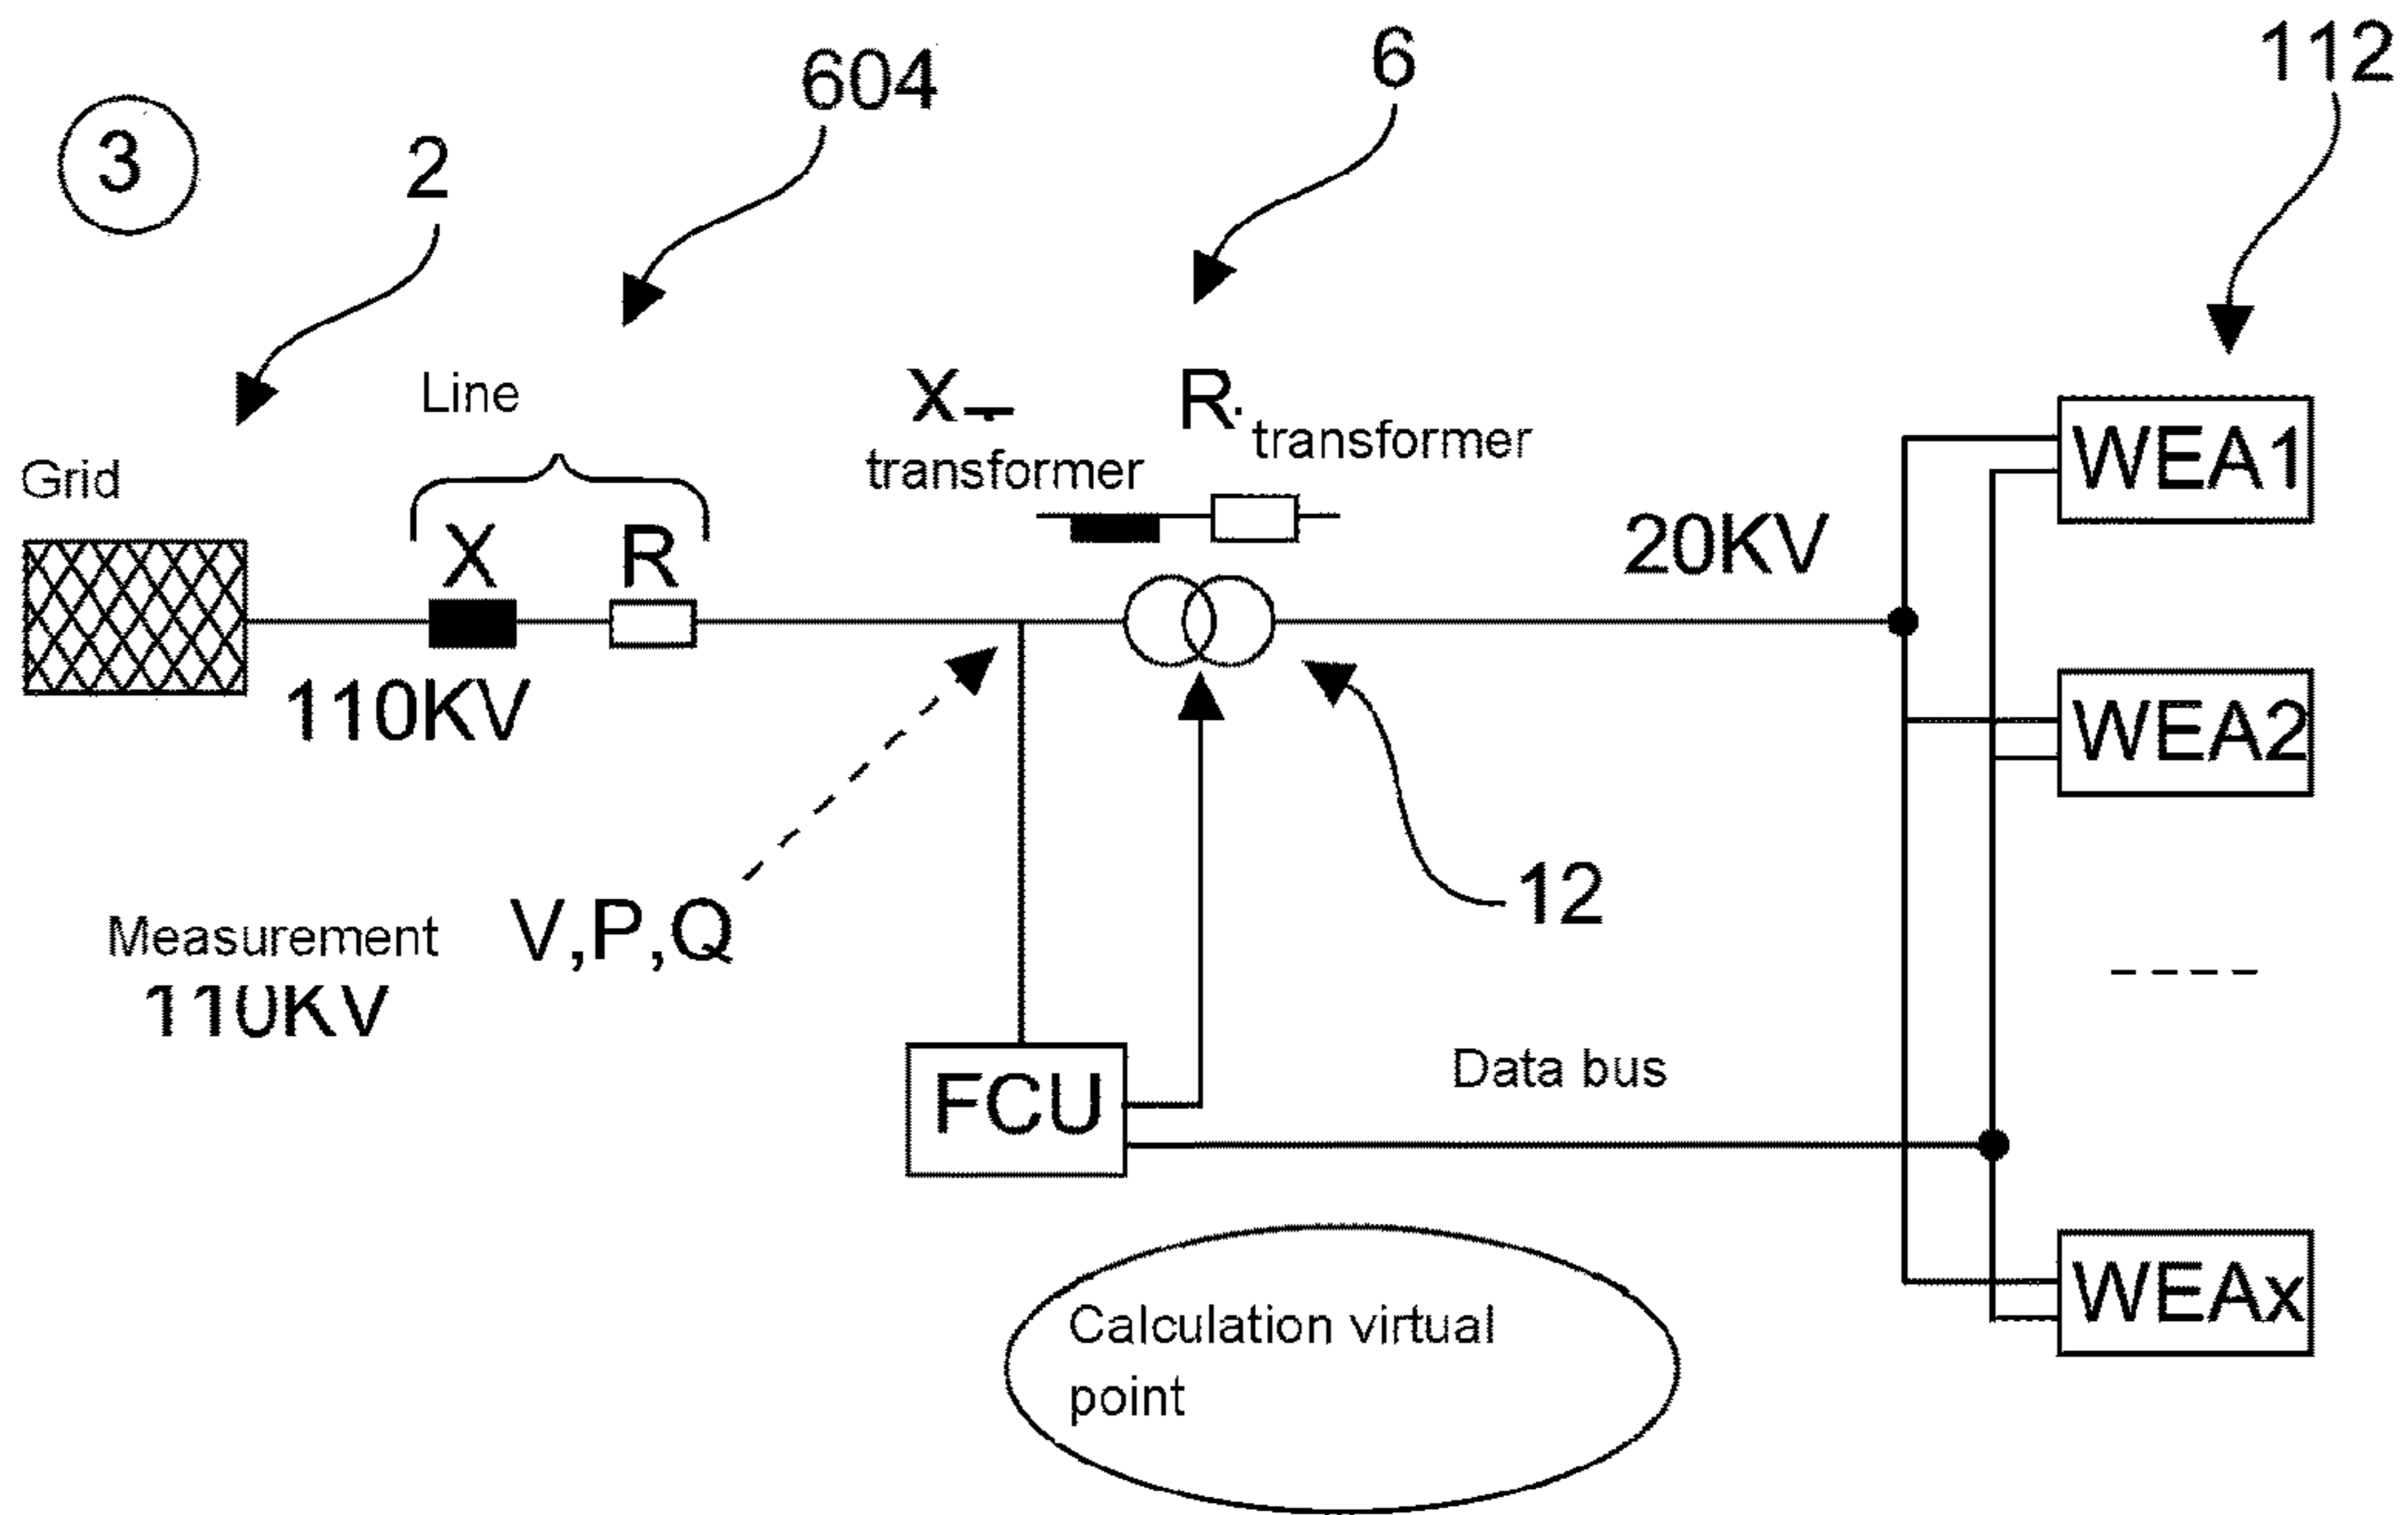 3
2
604
6
112
Grid
Line
X
R
110KV
X
transformer
R
transformer
20KV
WEA1
WEA2
12
Measurement
110KV
V,P,Q
FCU
Data bus
WEAx
Calculation virtual
point